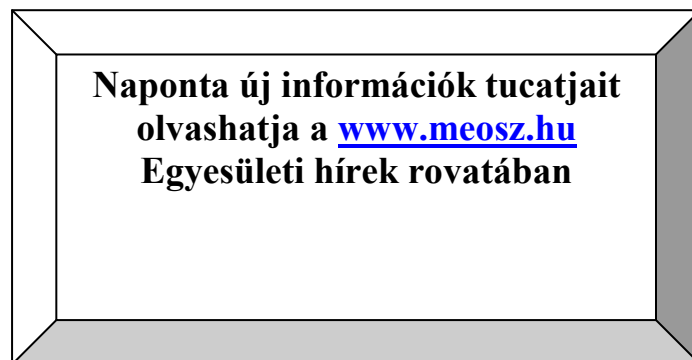 Naponta új információk tucatjait
olvashatja a www.meosz.hu
Egyesületi hírek rovatában